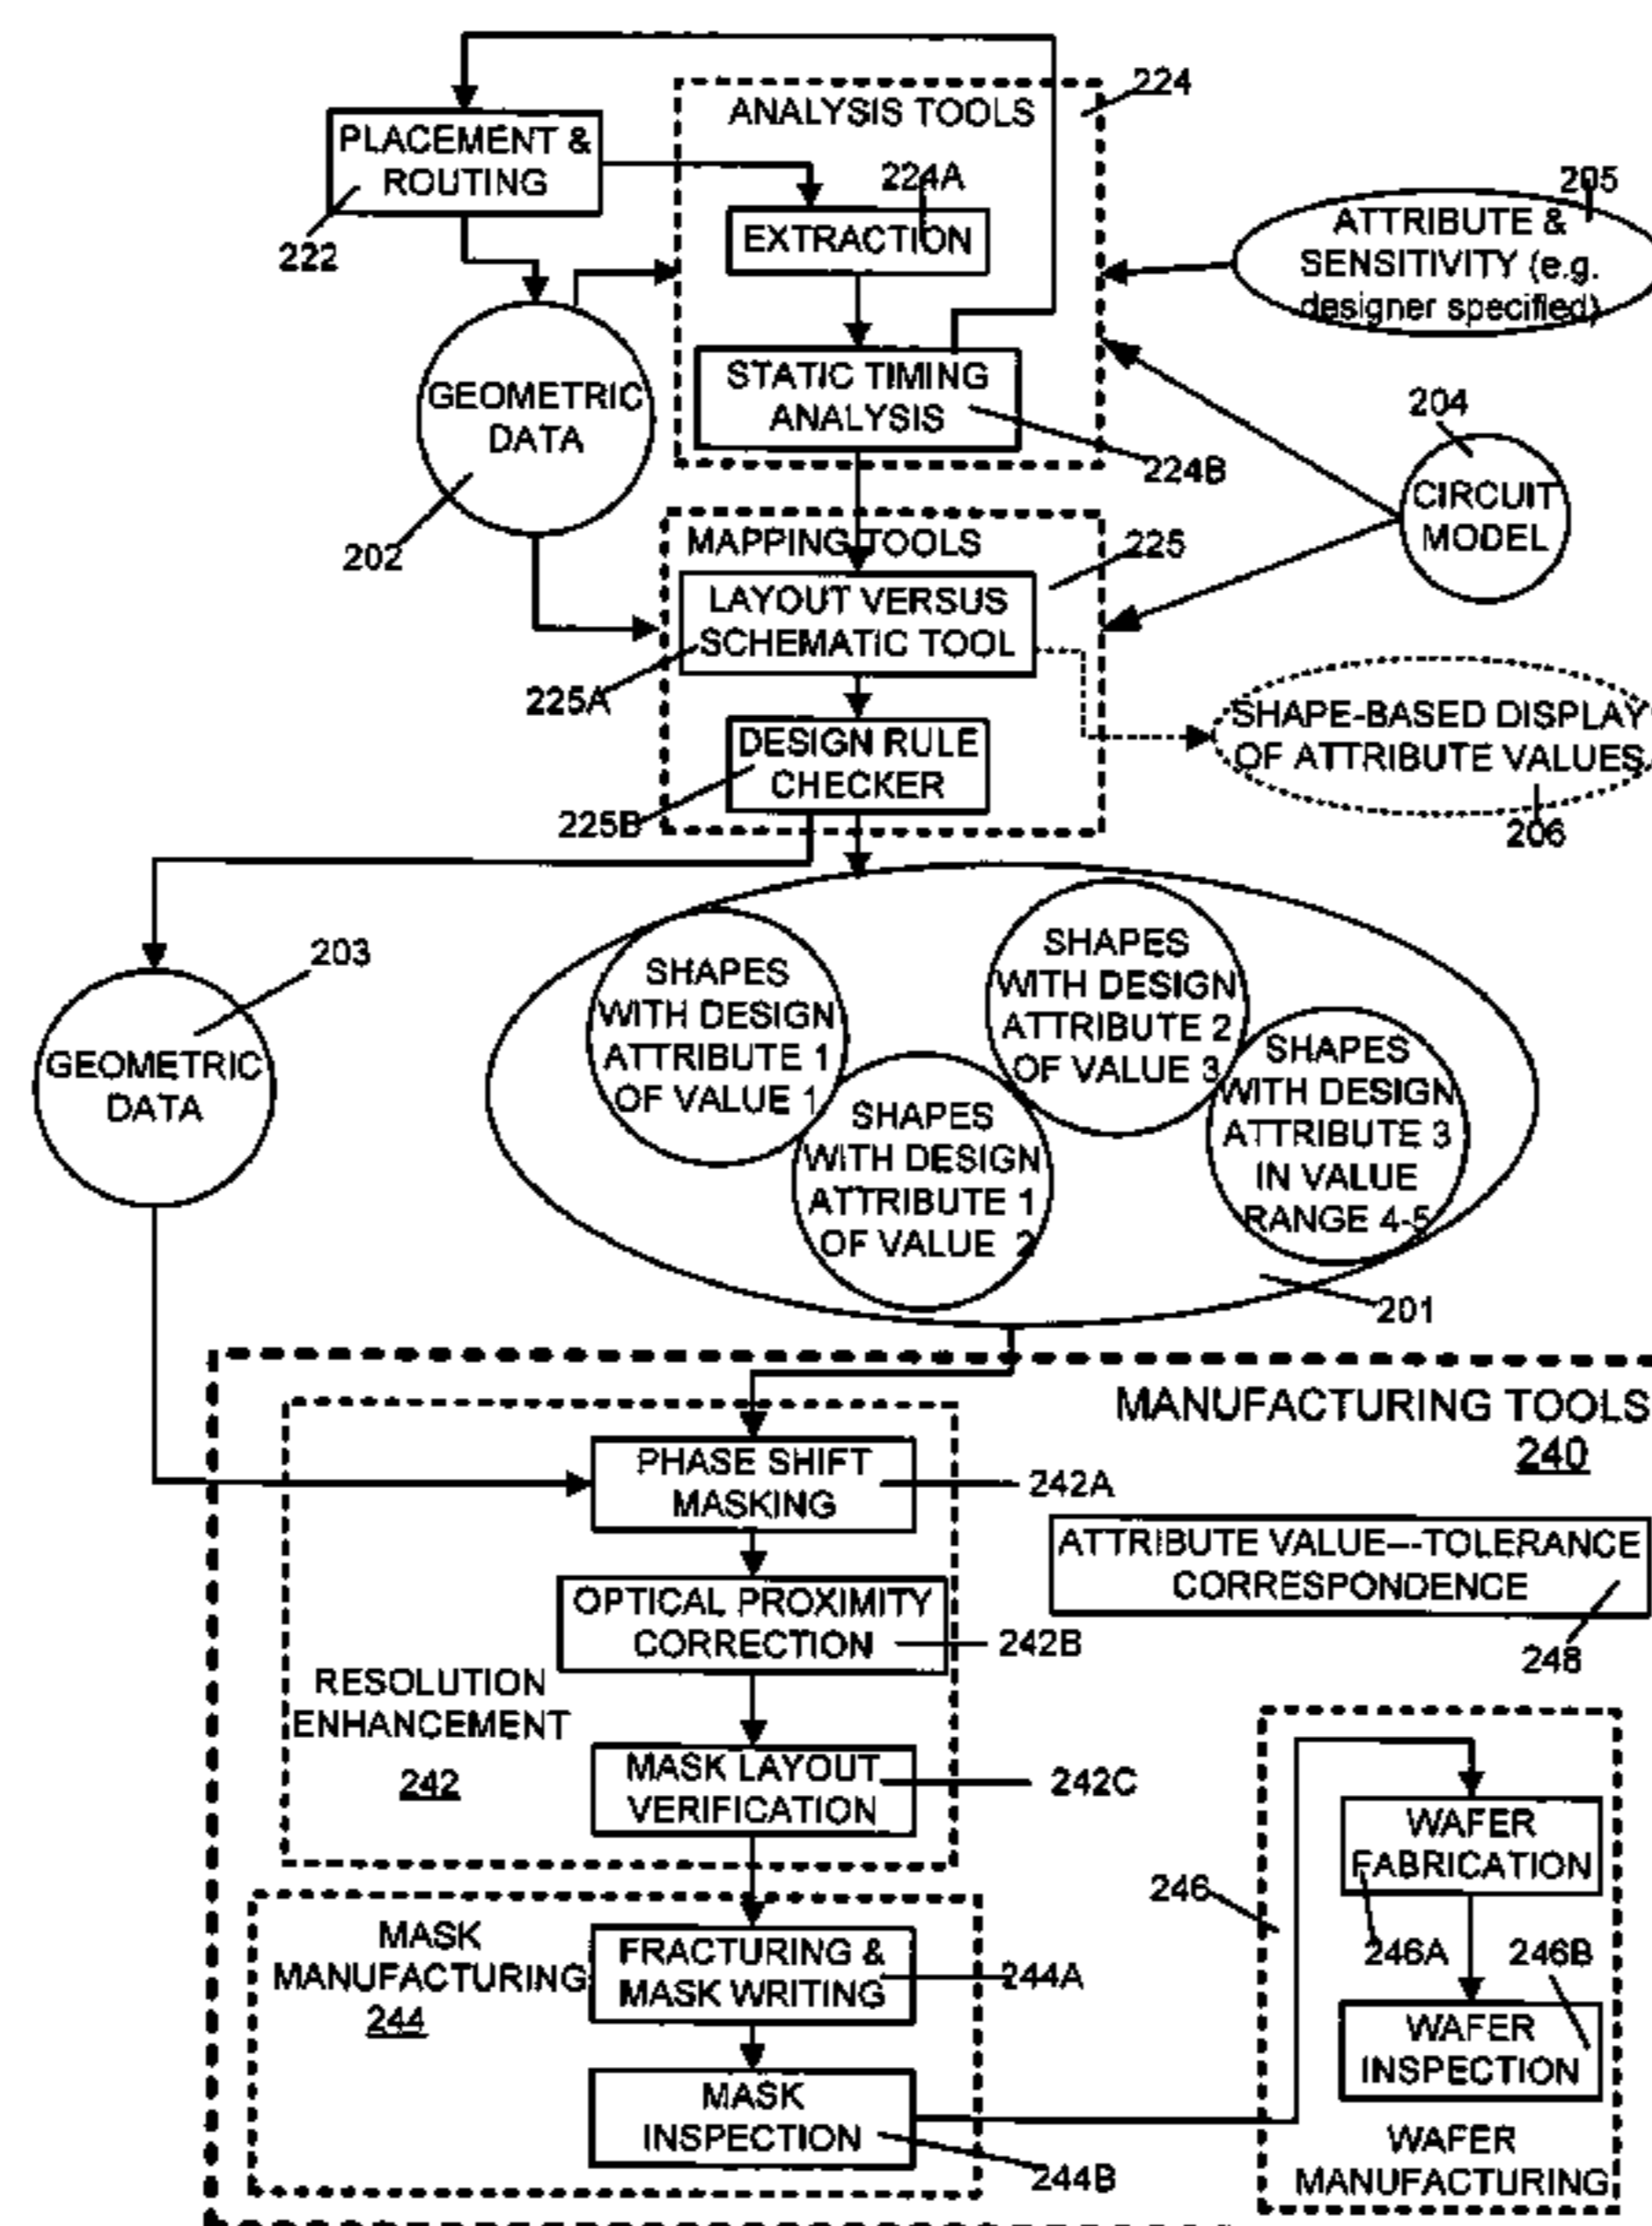 224
ANALYSIS TOOLS
PLACEMENT &
ROUTING
222
224A
EXTRACTION
205
ATTRIBUTE &
SENSITIVITY (e.g.
designer specified)
STATIC TIMING
ANALYSIS
224B
GEOMETRIC
DATA
202
204
CIRCUIT
MODEL
MAPPING TOOLS
225
LAYOUT VERSUS
SCHEMATIC TOOL
225A
DESIGN RULE
CHECKER
225B
SHAPE-BASED DISPLAY
OF ATTRIBUTE VALUES
206
203
GEOMETRIC
DATA
SHAPES
WITH DESIGN
ATTRIBUTE 1
OF VALUE 1
SHAPES
WITH DESIGN
ATTRIBUTE 1
OF VALUE 2
SHAPES
WITH DESIGN
ATTRIBUTE 2
OF VALUE 3
SHAPES
WITH DESIGN
ATTRIBUTE 3
IN VALUE
RANGE 4-5
201
MANUFACTURING TOOLS
240
PHASE SHIFT
MASKING
242A
ATTRIBUTE VALUE---TOLERANCE
CORRESPONDENCE
248
OPTICAL PROXIMITY
CORRECTION
242B
RESOLUTION
ENHANCEMENT
242
MASK LAYOUT
VERIFICATION
242C
MASK
MANUFACTURING
244
FRACTURING &
MASK WRITING
244A
MASK
INSPECTION
244B
246
WAFER
FABRICATION
246A
246B
WAFER
INSPECTION
WAFER
MANUFACTURING